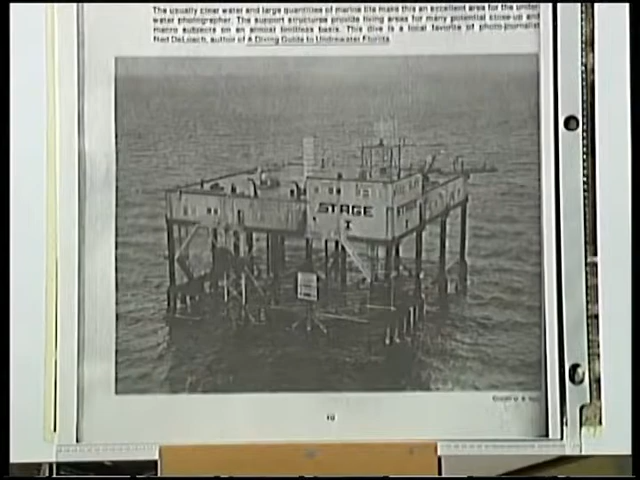 The usually clear water and large quantities of marine life make this an excellent area for the under-
water photographer. The support structures provide living areas for many potential close-up and
macro subjects on an almost limitless basis. This dive is a local favorite of photo-journalist
Ned DeLoach, author of A Diving Guide to Underwater Florida.
STAGE
I
10